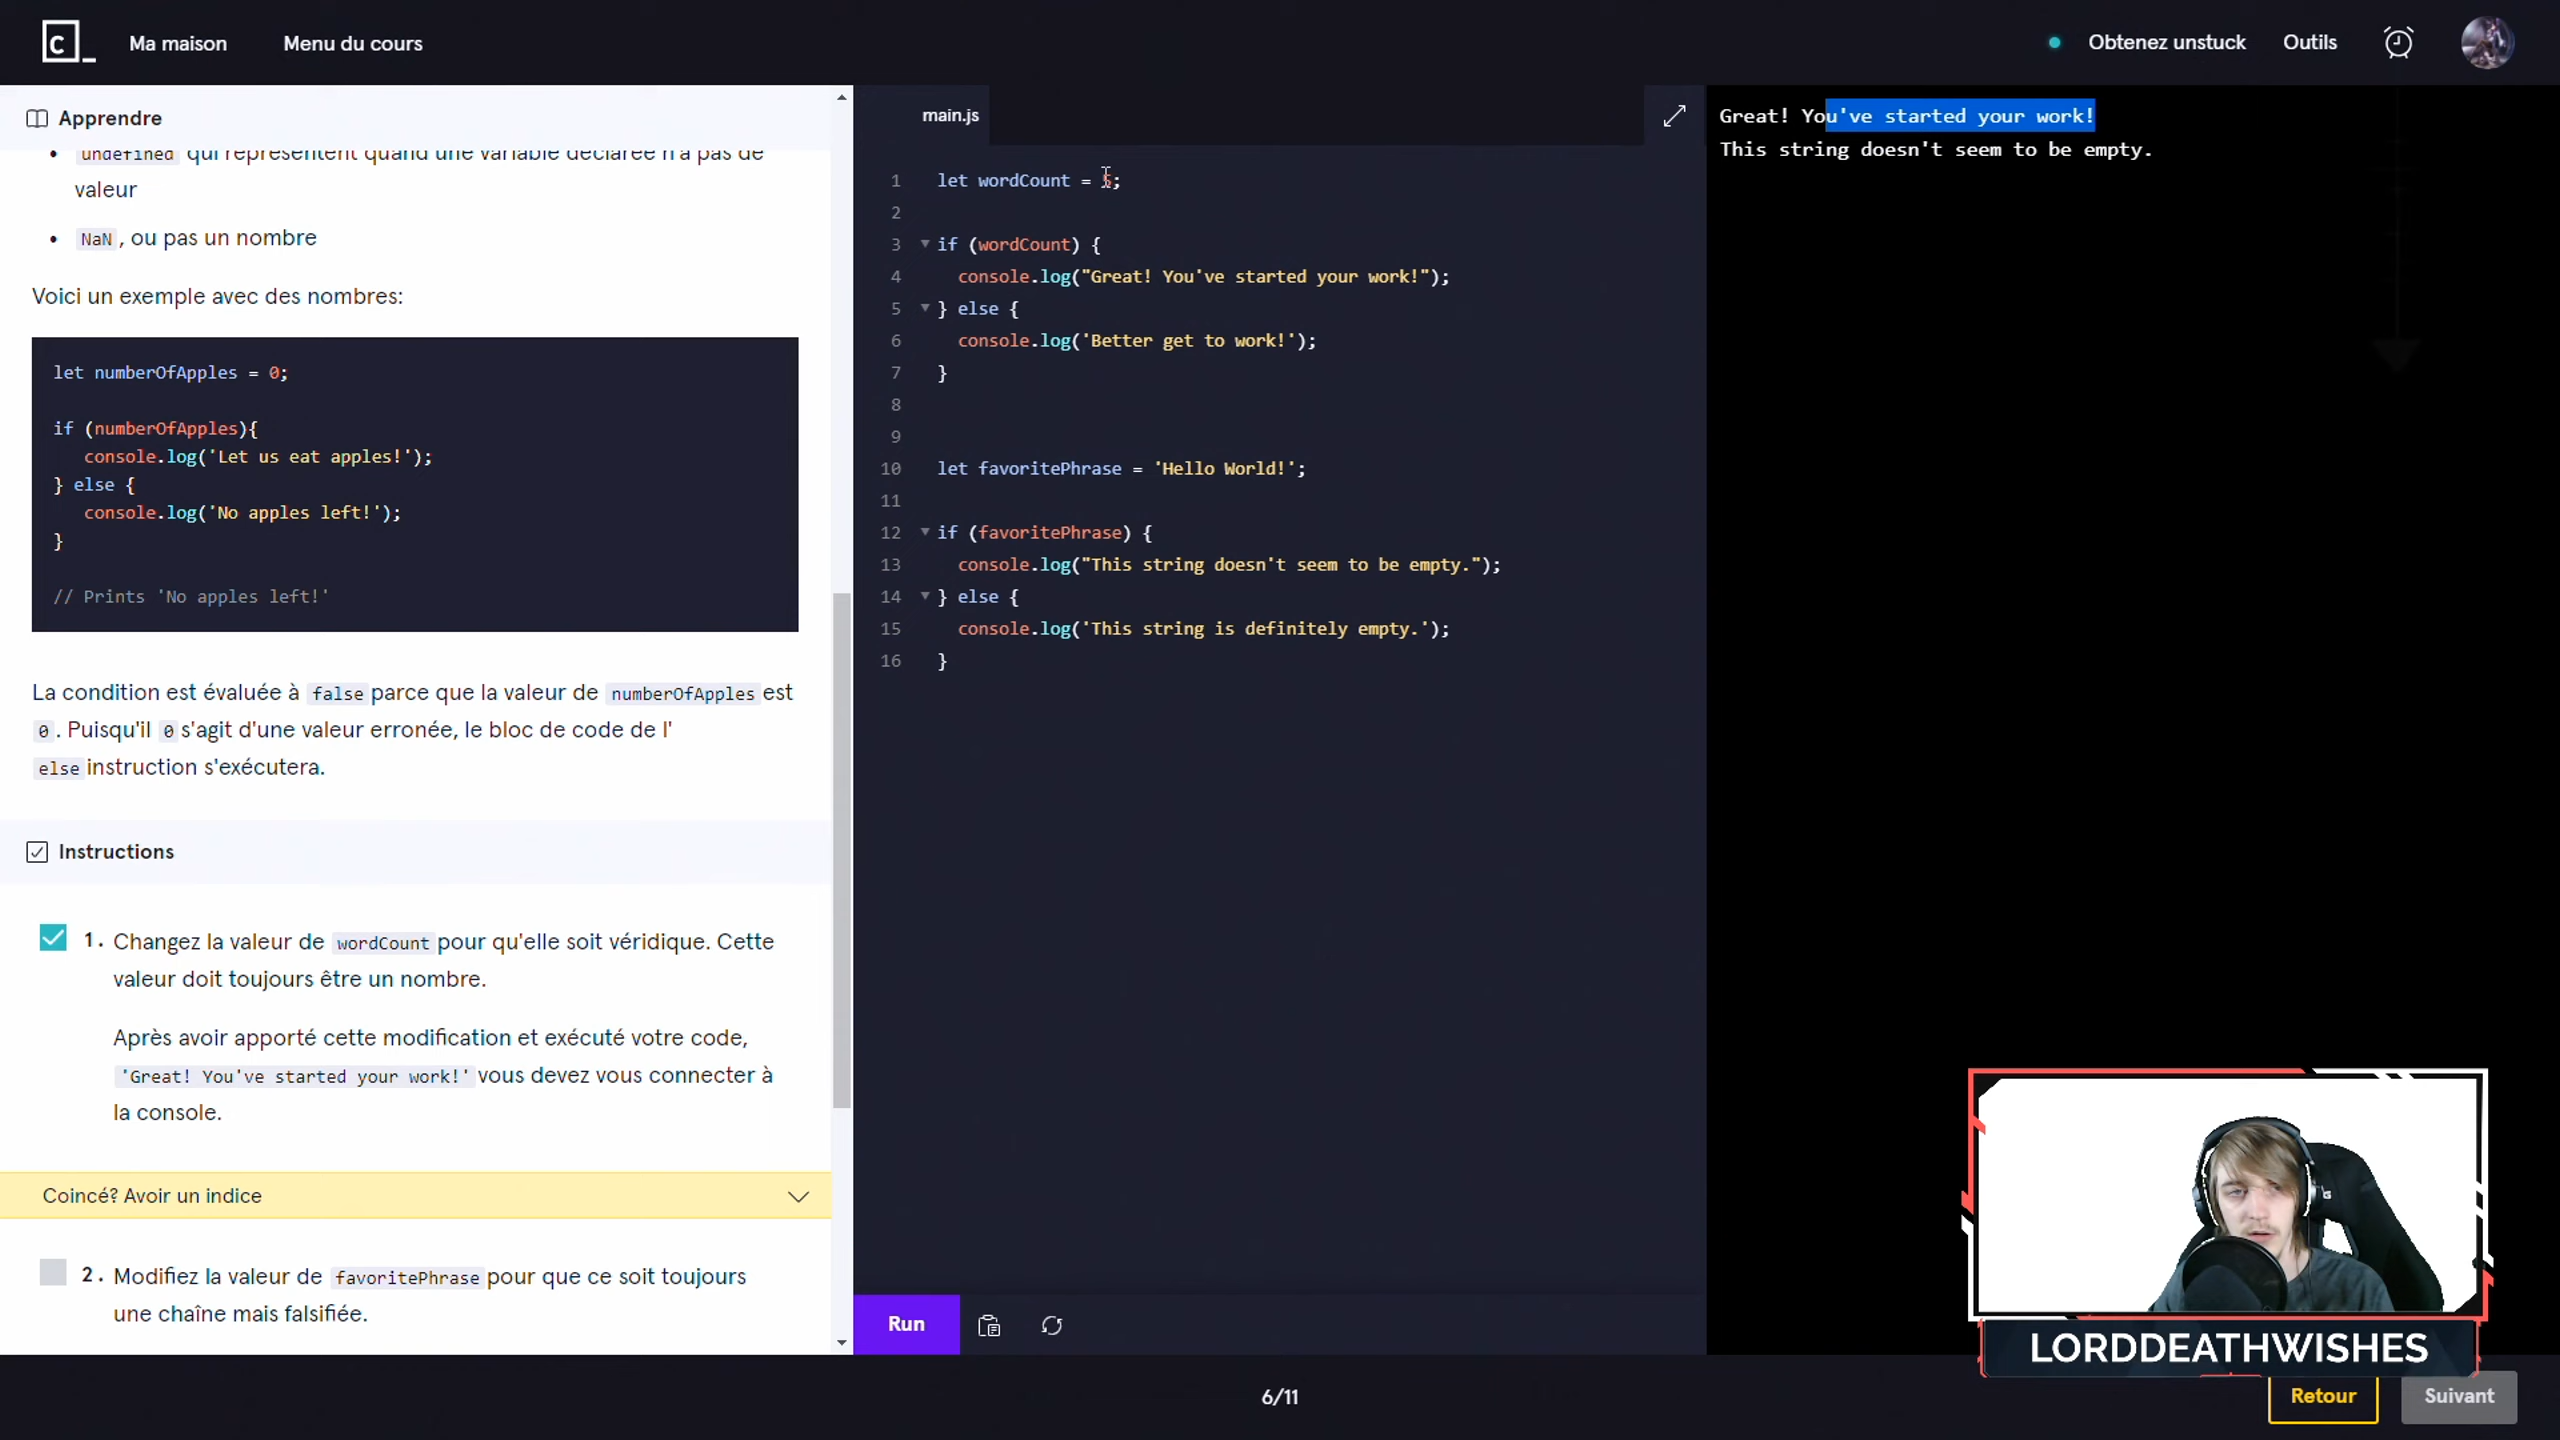 C_ Ma maison Menu du cours Obtenez unstuck Outils
Apprendre
undefined qui représentent quand une variable déclarée n'a pas de
valeur
NaN , ou pas un nombre
Voici un exemple avec des nombres:
let numberOfApples = 0;
if (numberOfApples){
console.log('Let us eat apples!');
} else {
console.log('No apples left!');
}
// Prints 'No apples left!'
La condition est évaluée à false parce que la valeur de numberOfApples est
0 . Puisqu'il 0 s'agit d'une valeur erronée, le bloc de code de l'
else instruction s'exécutera.
Instructions
1. Changez la valeur de wordCount pour qu'elle soit véridique. Cette
valeur doit toujours être un nombre.
Après avoir apporté cette modification et exécuté votre code,
'Great! You've started your work!' vous devez vous connecter à
la console.
Coincé? Avoir un indice
2. Modifiez la valeur de favoritePhrase pour que ce soit toujours
une chaîne mais falsifiée.
main.js
1 let wordCount = ;
2
3 if (wordCount) {
4 console.log("Great! You've started your work!");
5 } else {
6 console.log('Better get to work!');
7 }
8
9
10 let favoritePhrase = 'Hello World!';
11
12 if (favoritePhrase) {
13 console.log("This string doesn't seem to be empty.");
14 } else {
15 console.log('This string is definitely empty.');
16 }
Run
Great! You've started your work!
This string doesn't seem to be empty.
LORDDEATHWISHES
6/11
Retour Suivant